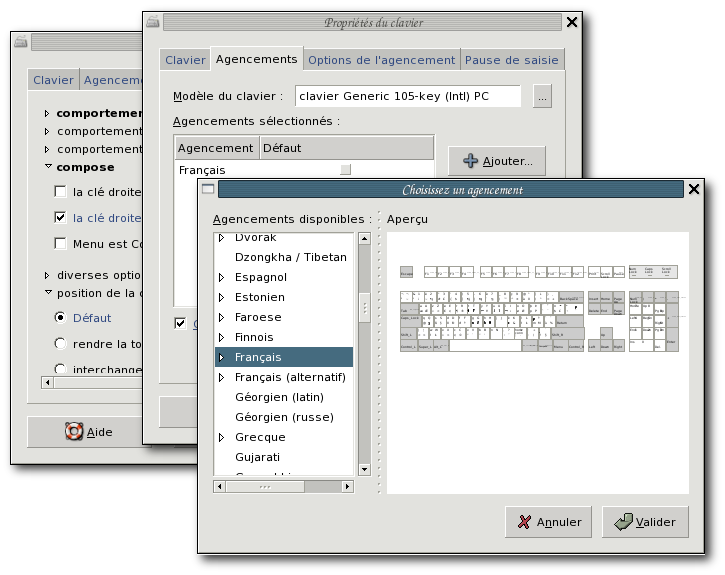 Propriétés du clavier
Clavier
Agencements
Options de l'agencement
Pause de saisie
Modèle du clavier :
clavier Generic 105-key (Intl) PC
...
Agencements sélectionnés :
Agencement
Défaut
Français
Ajouter...
Clavier
Agencem
comportemer
comportement
comportement
compose
la clé droite
la clé droite
Menu est Co
diverses optio
position de la c
Défaut
rendre la to
interchange
Aide
Choisissez un agencement
Agencements disponibles :
Aperçu
Dvorak
Dzongkha / Tibetan
Espagnol
Estonien
Faroese
Finnois
Français
Français (alternatif)
Géorgien (latin)
Géorgien (russe)
Grecque
Gujarati
Annuler
Valider